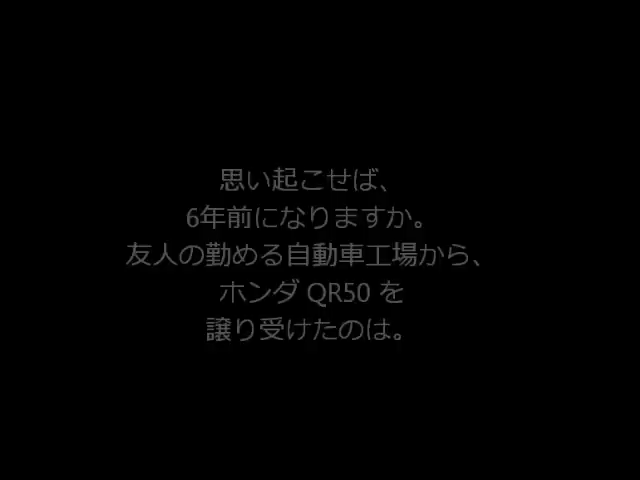 思い起こせば、
6年前になりますか。
友人の勤める自動車工場から、
ホンダ QR50 を
譲り受けたのは。